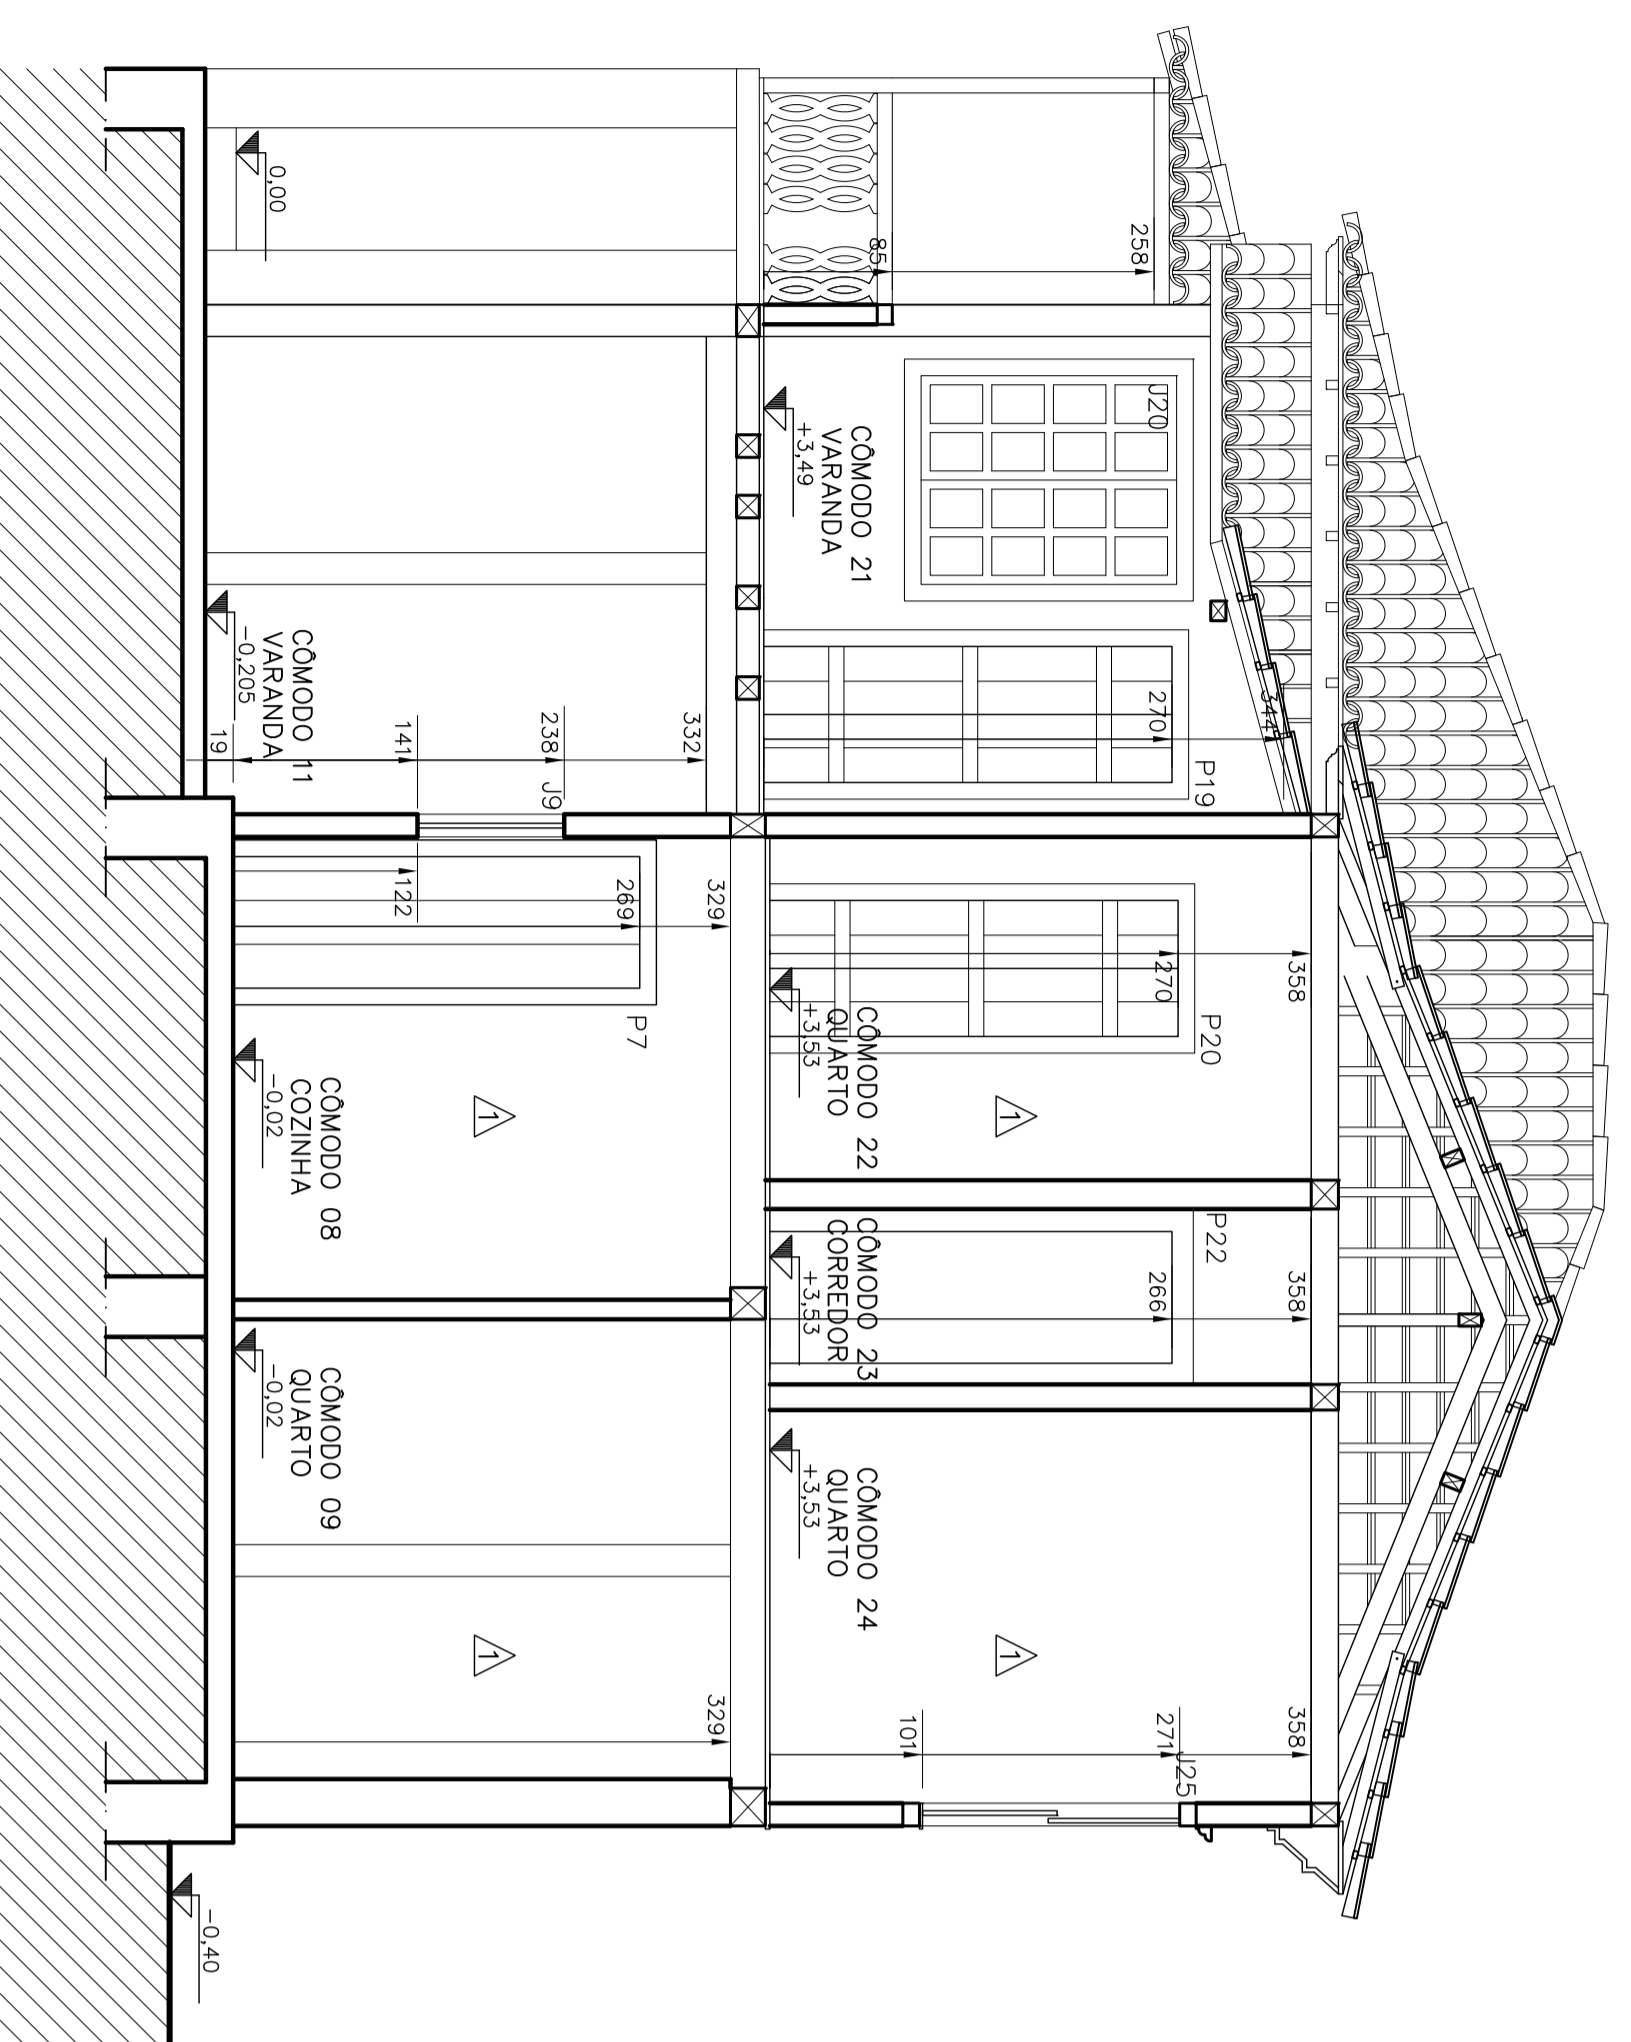 258
85
J20
CÔMODO 21
VARANDA
+3,49
270
344
P19
358
270
P20
CÔMODO 22
QUARTO
+3,53
1
P22
358
266
CÔMODO 23
CORREDOR
+3,53
CÔMODO 24
QUARTO
+3,53
1
358
271
J25
101
0,00
CÔMODO 11
VARANDA
-0,205
332
238
J9
141
19
329
269
122
P7
CÔMODO 08
COZINHA
-0,02
1
CÔMODO 09
QUARTO
-0,02
1
329
-0,40